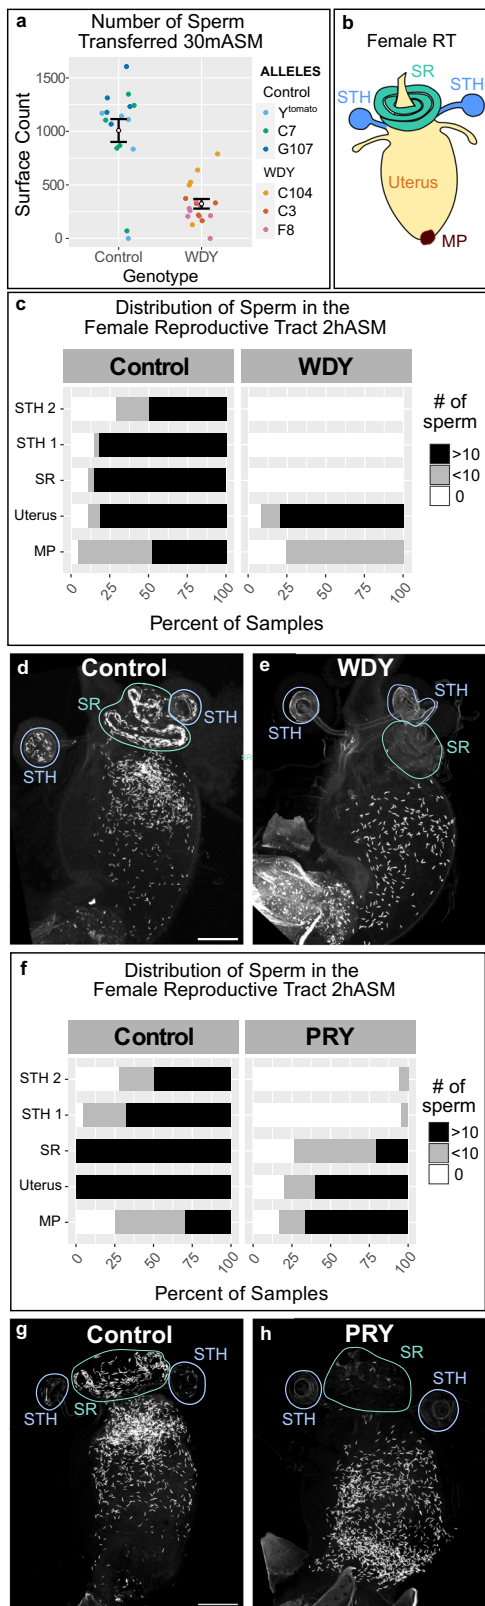 a
Number of Sperm
Transferred 30mASM
Surface Count
1500
1000
500
0
Control
WDY
Genotype
ALLELES
Control
Ytomato
C7
G107
WDY
C104
C3
F8
b
Female RT
SR
STH
STH
Uterus
MP
c
Distribution of Sperm in the
Female Reproductive Tract 2hASM
Control
WDY
STH 2
STH 1
SR
Uterus
MP
0
25
50
75
100
0
25
50
75
100
Percent of Samples
# of
sperm
>10
<10
0
d
Control
SR
STH
STH
SR
e
WDY
STH
STH
SR
f
Distribution of Sperm in the
Female Reproductive Tract 2hASM
Control
PRY
STH 2
STH 1
SR
Uterus
MP
0
25
50
75
100
0
25
50
75
100
Percent of Samples
# of
sperm
>10
<10
0
g
Control
STH
STH
SR
h
PRY
SR
STH
STH